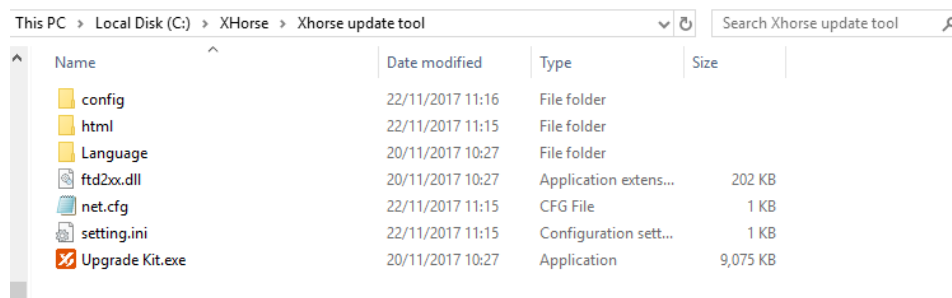 This PC > Local Disk (C:) > XHorse > Xhorse update tool Search Xhorse update tool
Name Date modified Type Size
config 22/11/2017 11:16 File folder
html 22/11/2017 11:15 File folder
Language 20/11/2017 10:27 File folder
ftd2xx.dll 20/11/2017 10:27 Application extens... 202 KB
net.cfg 22/11/2017 11:15 CFG File 1 KB
setting.ini 22/11/2017 11:15 Configuration sett... 1 KB
Upgrade Kit.exe 20/11/2017 10:27 Application 9,075 KB